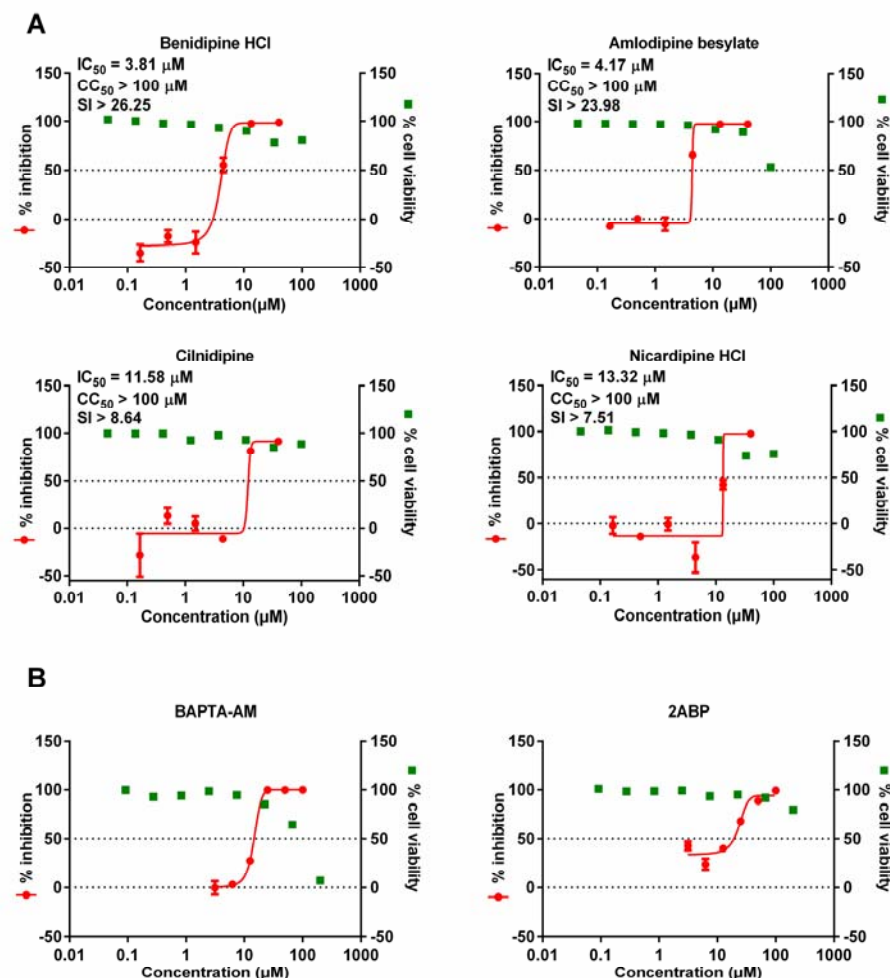 A
Benidipine HCl
IC50 = 3.81 μM
CC50 > 100 μM
SI > 26.25
150
100
50
0
-50
150
100
50
0
-50
% inhibition
% cell viability
0.01 0.1 1 10 100 1000
Concentration(μM)
Amlodipine besylate
IC50 = 4.17 μM
CC50 > 100 μM
SI > 23.98
150
100
50
0
-50
150
100
50
0
-50
% inhibition
% cell viability
0.01 0.1 1 10 100 1000
Concentration (μM)
Cilnidipine
IC50 = 11.58 μM
CC50 > 100 μM
SI > 8.64
150
100
50
0
-50
150
100
50
0
-50
% inhibition
% cell viability
0.01 0.1 1 10 100 1000
Concentration (μM)
Nicardipine HCl
IC50 = 13.32 μM
CC50 > 100 μM
SI > 7.51
150
100
50
0
-50
150
100
50
0
-50
% inhibition
% cell viability
0.01 0.1 1 10 100 1000
Concentration (μM)
B
BAPTA-AM
150
100
50
0
-50
150
100
50
0
-50
% inhibition
% cell viability
0.01 0.1 1 10 100 1000
Concentration (μM)
2ABP
150
100
50
0
-50
150
100
50
0
-50
% inhibition
% cell viability
0.01 0.1 1 10 100 1000
Concentration (μM)